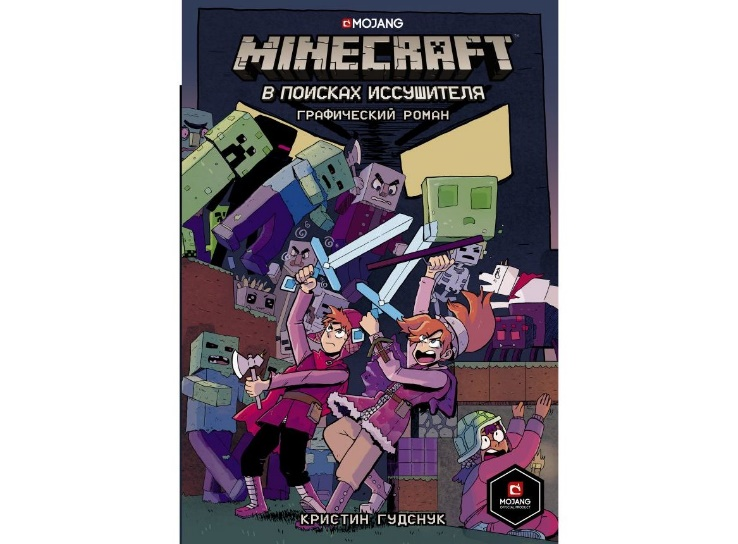 MOJANG
MINECRAFT
В ПОИСКАХ ИССУШИТЕЛЯ
ГРАФИЧЕСКИЙ РОМАН
MOJANG
OFFICIAL PRODUCT
КРИСТИН ГУДСНУК